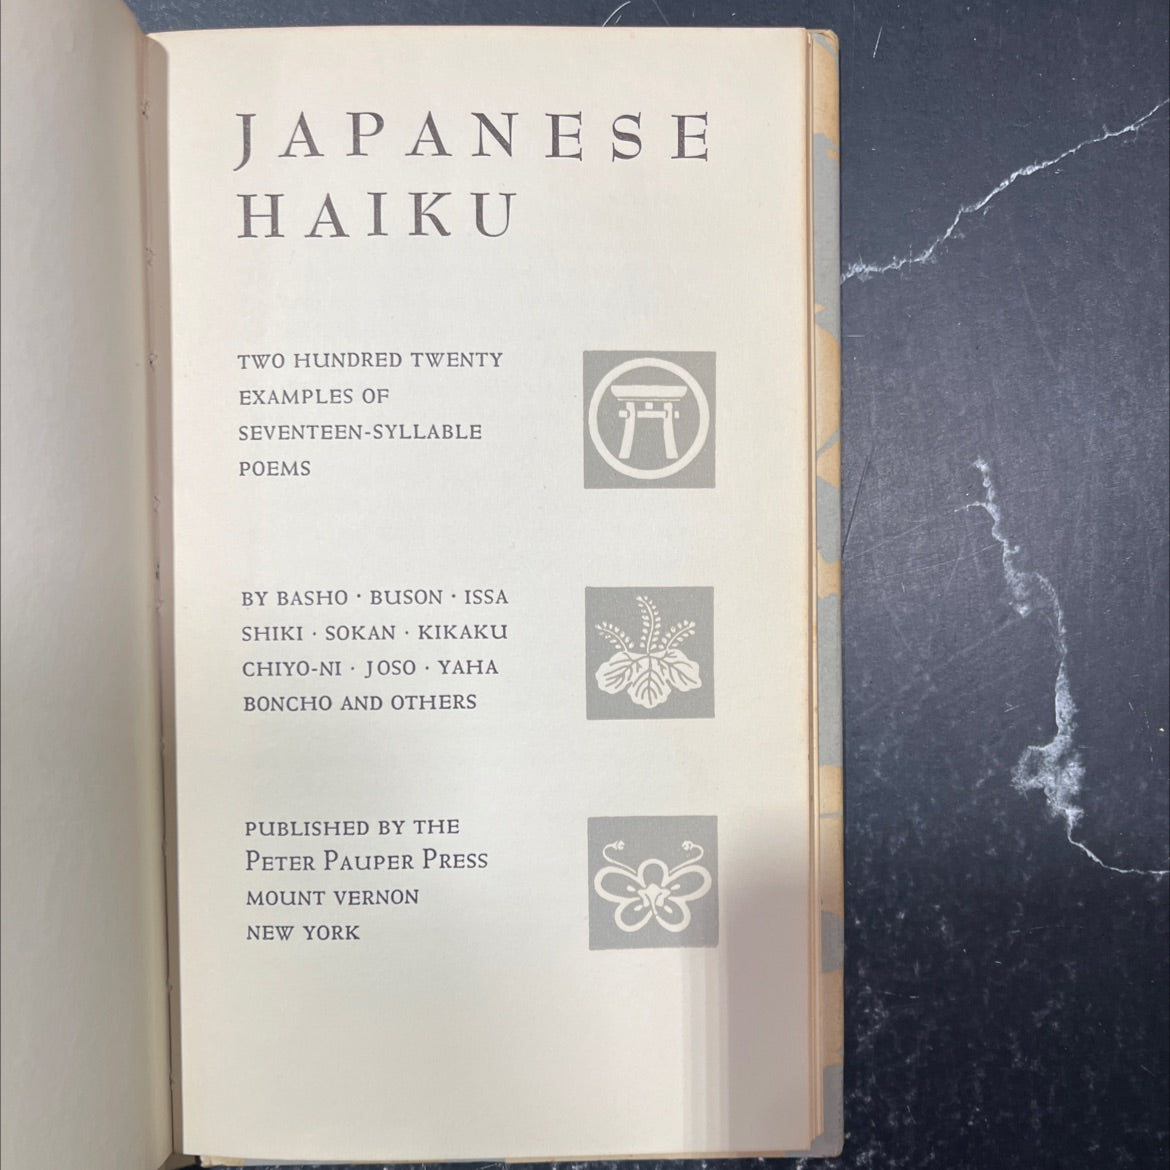 JAPANESE
HAIKU
TWO HUNDRED TWENTY
EXAMPLES OF
SEVENTEEN-SYLLABLE
POEMS
BY BASHO · BUSON · ISSA
SHIKI · SOKAN · KIKAKU
CHIYO-NI · JOSO · YAHA
BONCHO AND OTHERS
PUBLISHED BY THE
PETER PAUPER PRESS
MOUNT VERNON
NEW YORK